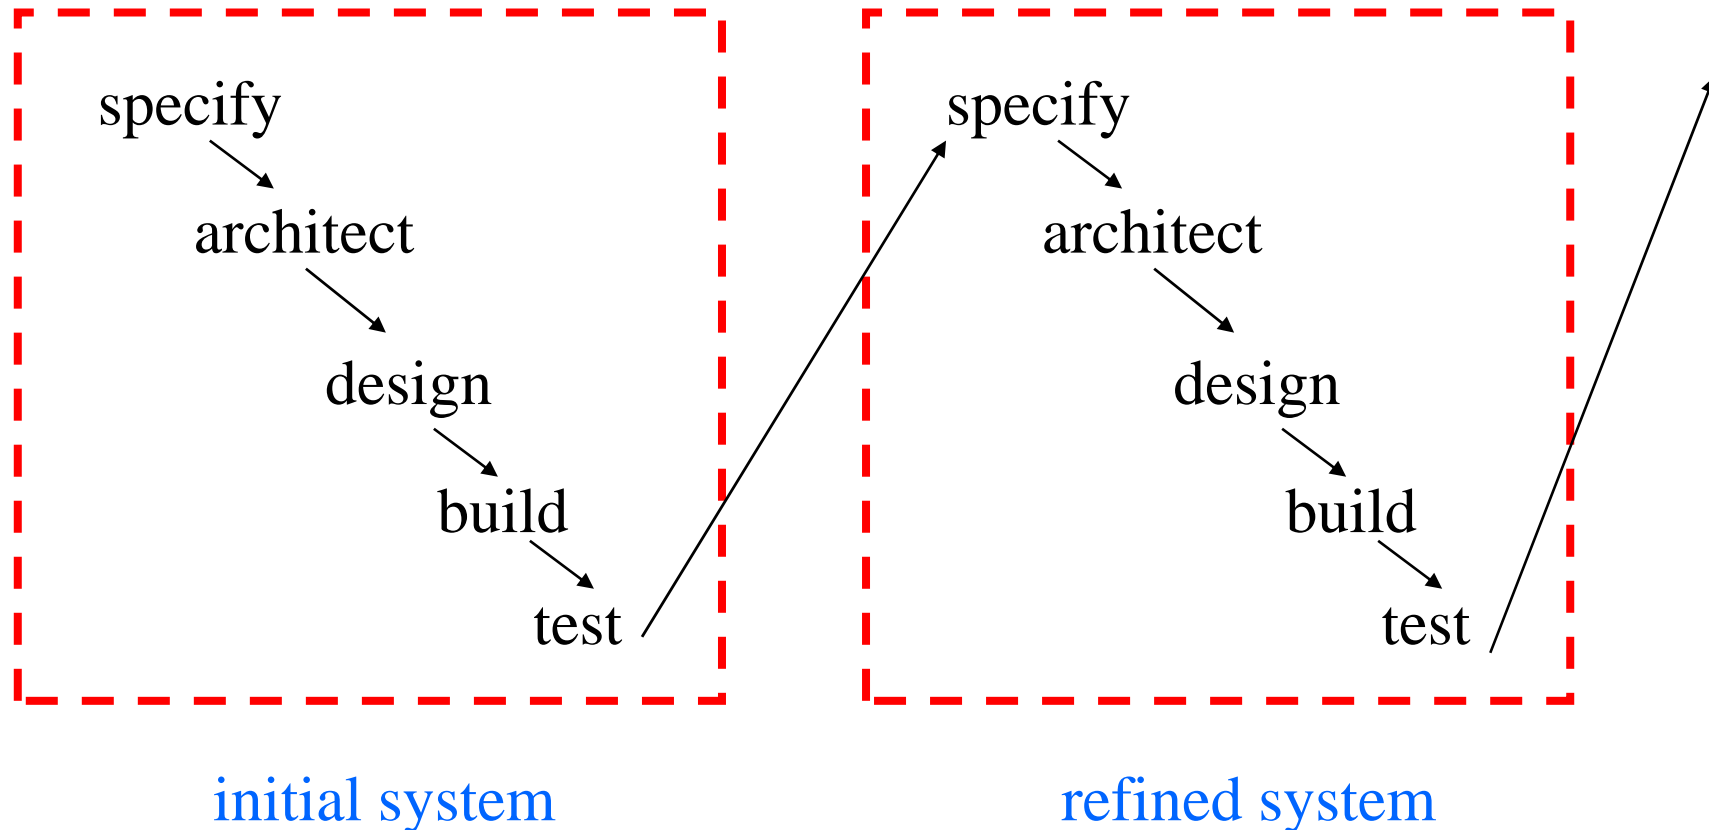 specify
architect
design
build
test
initial system
specify
architect
design
build
test
refined system